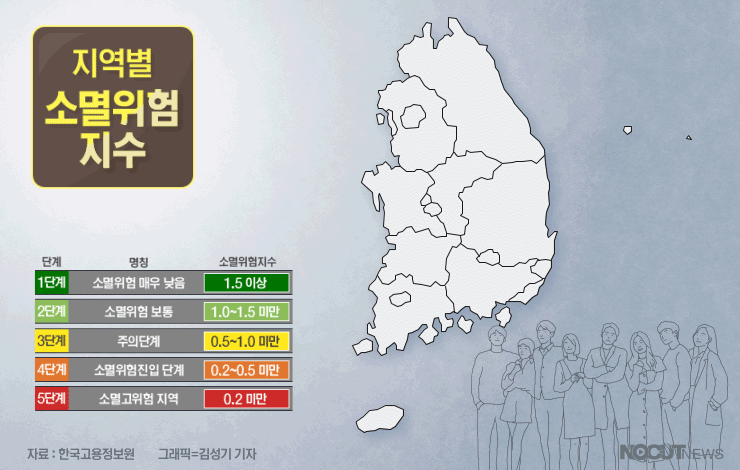 지역별
소멸위험
지수
단계 명칭 소멸위험지수
1단계 소멸위험 매우 낮음 1.5 이상
2단계 소멸위험 보통 1.0~1.5 미만
3단계 주의단계 0.5~1.0 미만
4단계 소멸위험진입 단계 0.2~0.5 미만
5단계 소멸고위험 지역 0.2 미만
자료 : 한국고용정보원 그래픽=김성기 기자
NOCUTNEWS